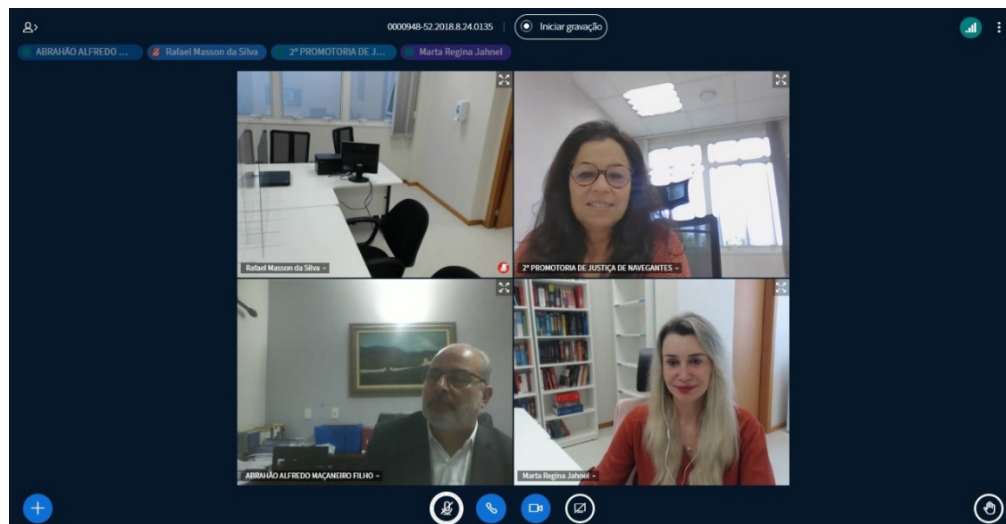 0000948-52.2018.8.24.0135 | Iniciar gravação
ABRAHÃO ALFREDO ... Rafael Masson da Silva 2ª PROMOTORIA DE J... Marta Regina Jahnel
Rafael Masson da Silva
2ª PROMOTORIA DE JUSTIÇA DE NAVEGANTES
ABRAHÃO ALFREDO MAÇANEIRO FILHO
Marta Regina Jahnel